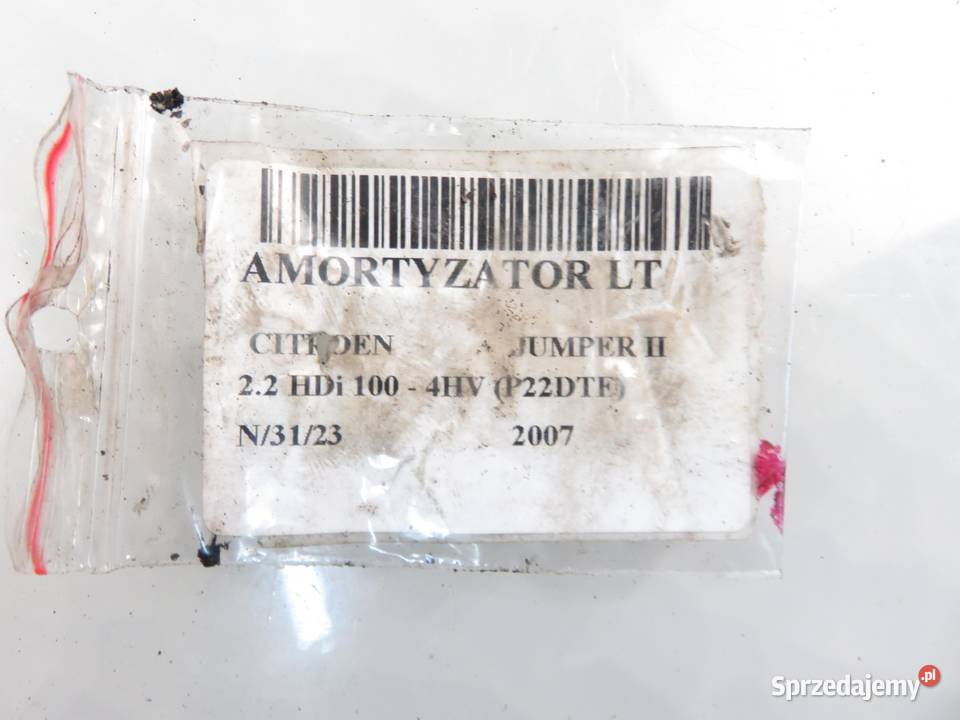 AMORTYZATOR LT
CITROEN JUMPER II
2.2 HDi 100 - 4HV (P22DTE)
N/31/23 2007
Sprzedajemy.pl